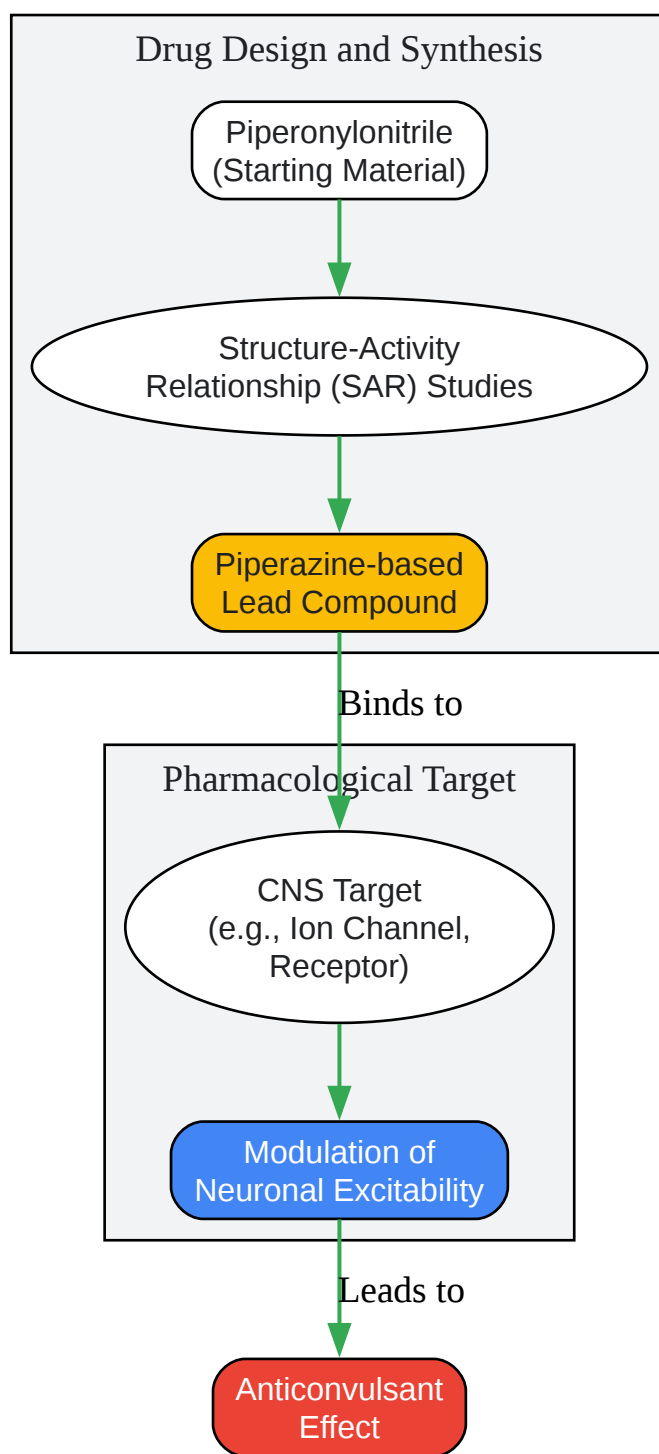 Drug Design and Synthesis
Piperonylonitrile
(Starting Material)
Structure-Activity
Relationship (SAR) Studies
Piperazine-based
Lead Compound
Binds to
Pharmacological Target
CNS Target
(e.g., Ion Channel,
Receptor)
Modulation of
Neuronal Excitability
Leads to
Anticonvulsant
Effect